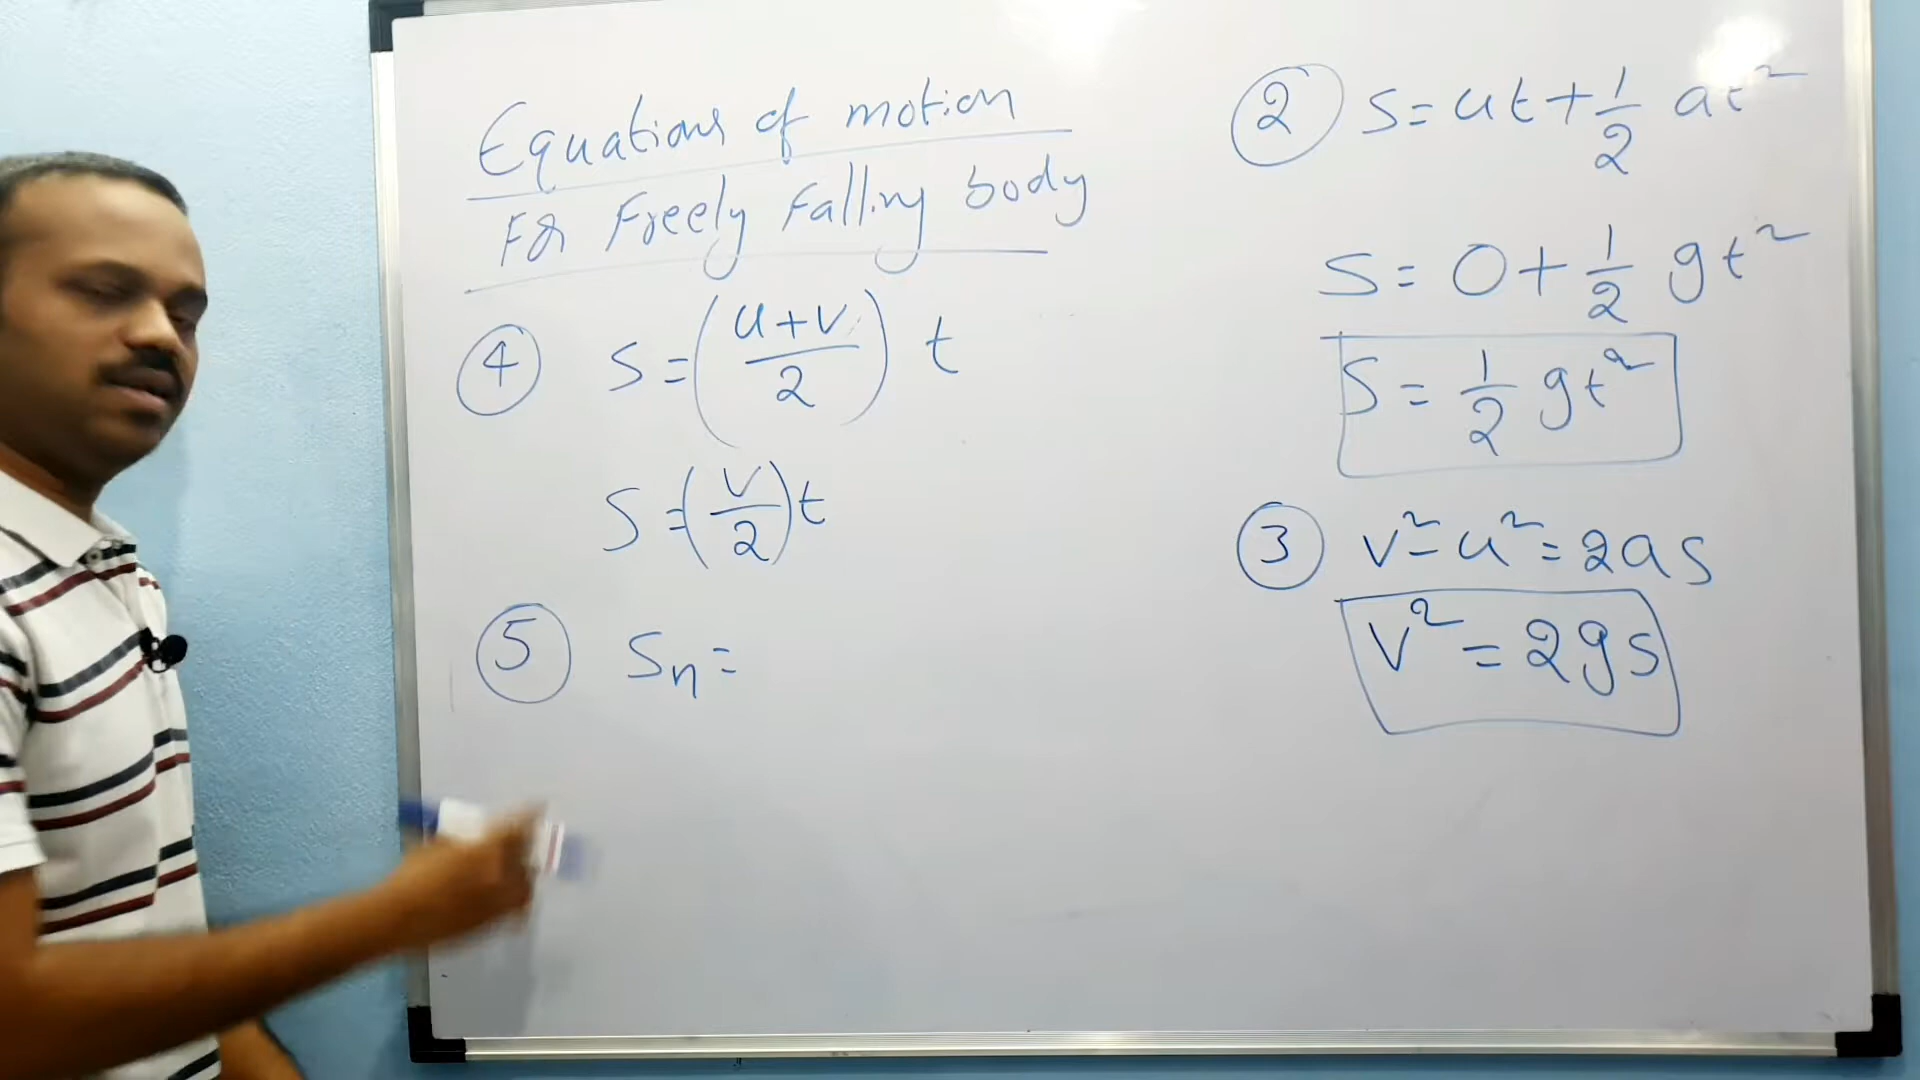 Equations of motion
For Freely Falling body
④ S = (u+v/2) t
S = (v/2) t
⑤ Sn =
② S = ut + 1/2 at²
S = 0 + 1/2 gt²
S = 1/2 gt²
③ v² - u² = 2as
v² = 2gs